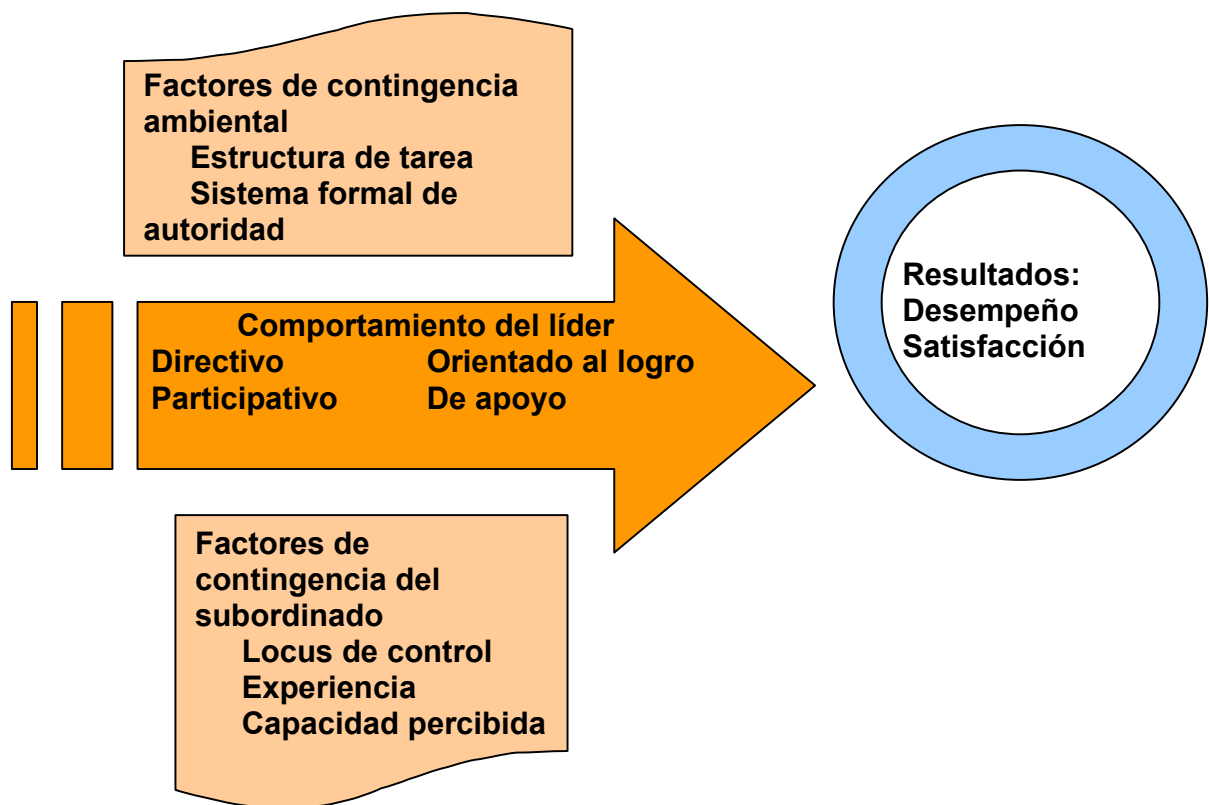 Factores de contingencia
ambiental
Estructura de tarea
Sistema formal de
autoridad
Comportamiento del líder
Directivo Orientado al logro
Participativo De apoyo
Resultados:
Desempeño
Satisfacción
Factores de
contingencia del
subordinado
Locus de control
Experiencia
Capacidad percibida